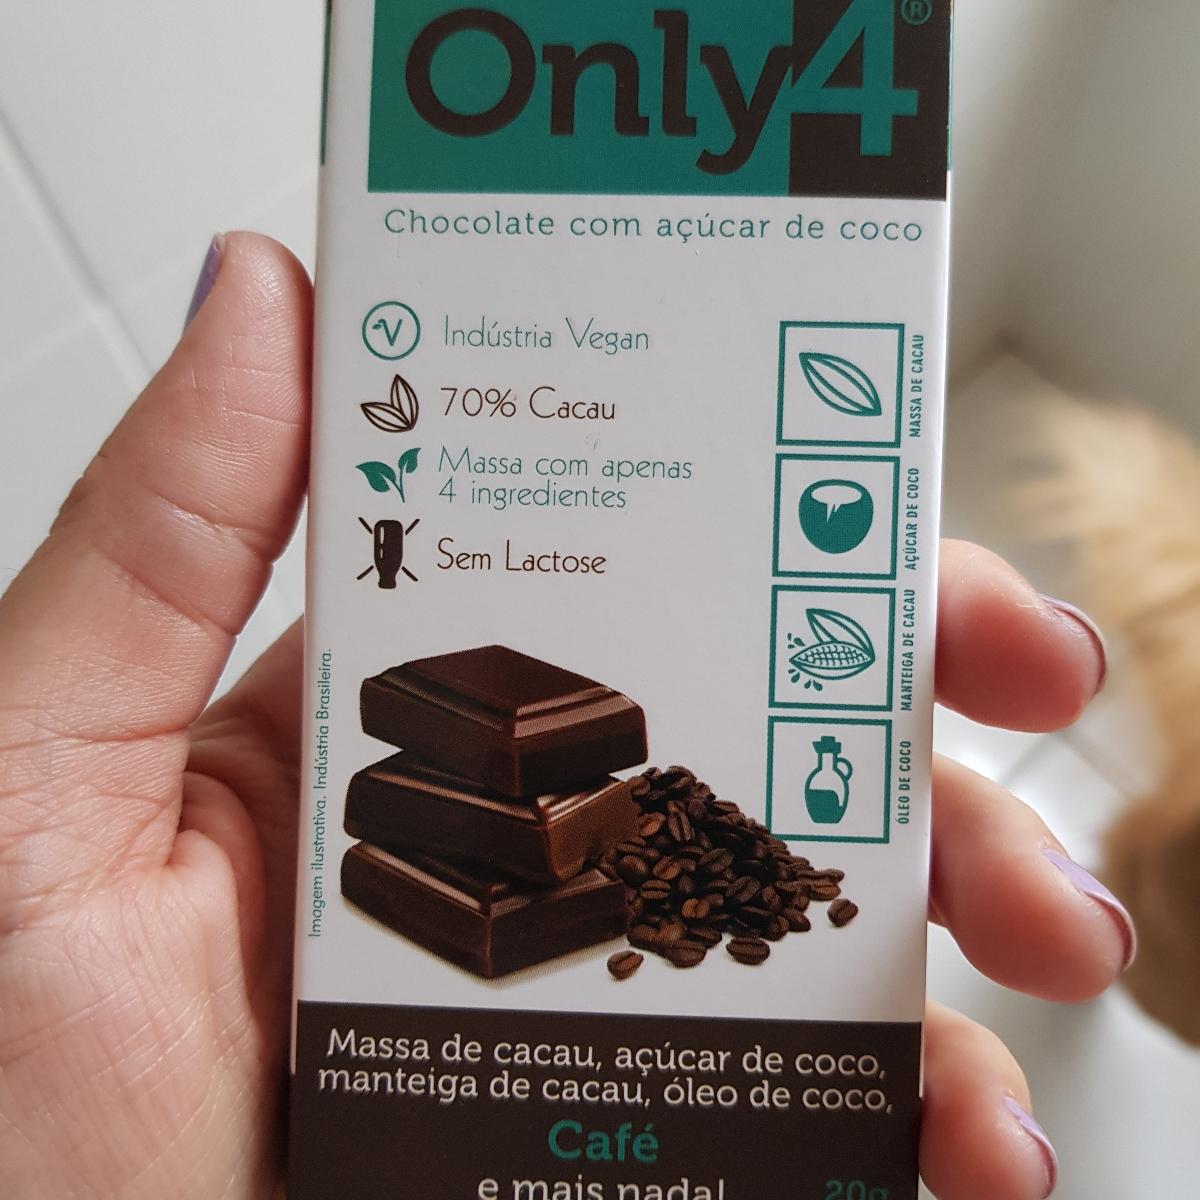 Only4®
Chocolate com açúcar de coco
Indústria Vegan
70% Cacau
Massa com apenas
4 ingredientes
Sem Lactose
MASSA DE CACAU
AÇÚCAR DE COCO
MANTEIGA DE CACAU
ÓLEO DE COCO
Imagem ilustrativa. Indústria Brasileira.
Massa de cacau, açúcar de coco,
manteiga de cacau, óleo de coco,
Café
e mais nada!
20g